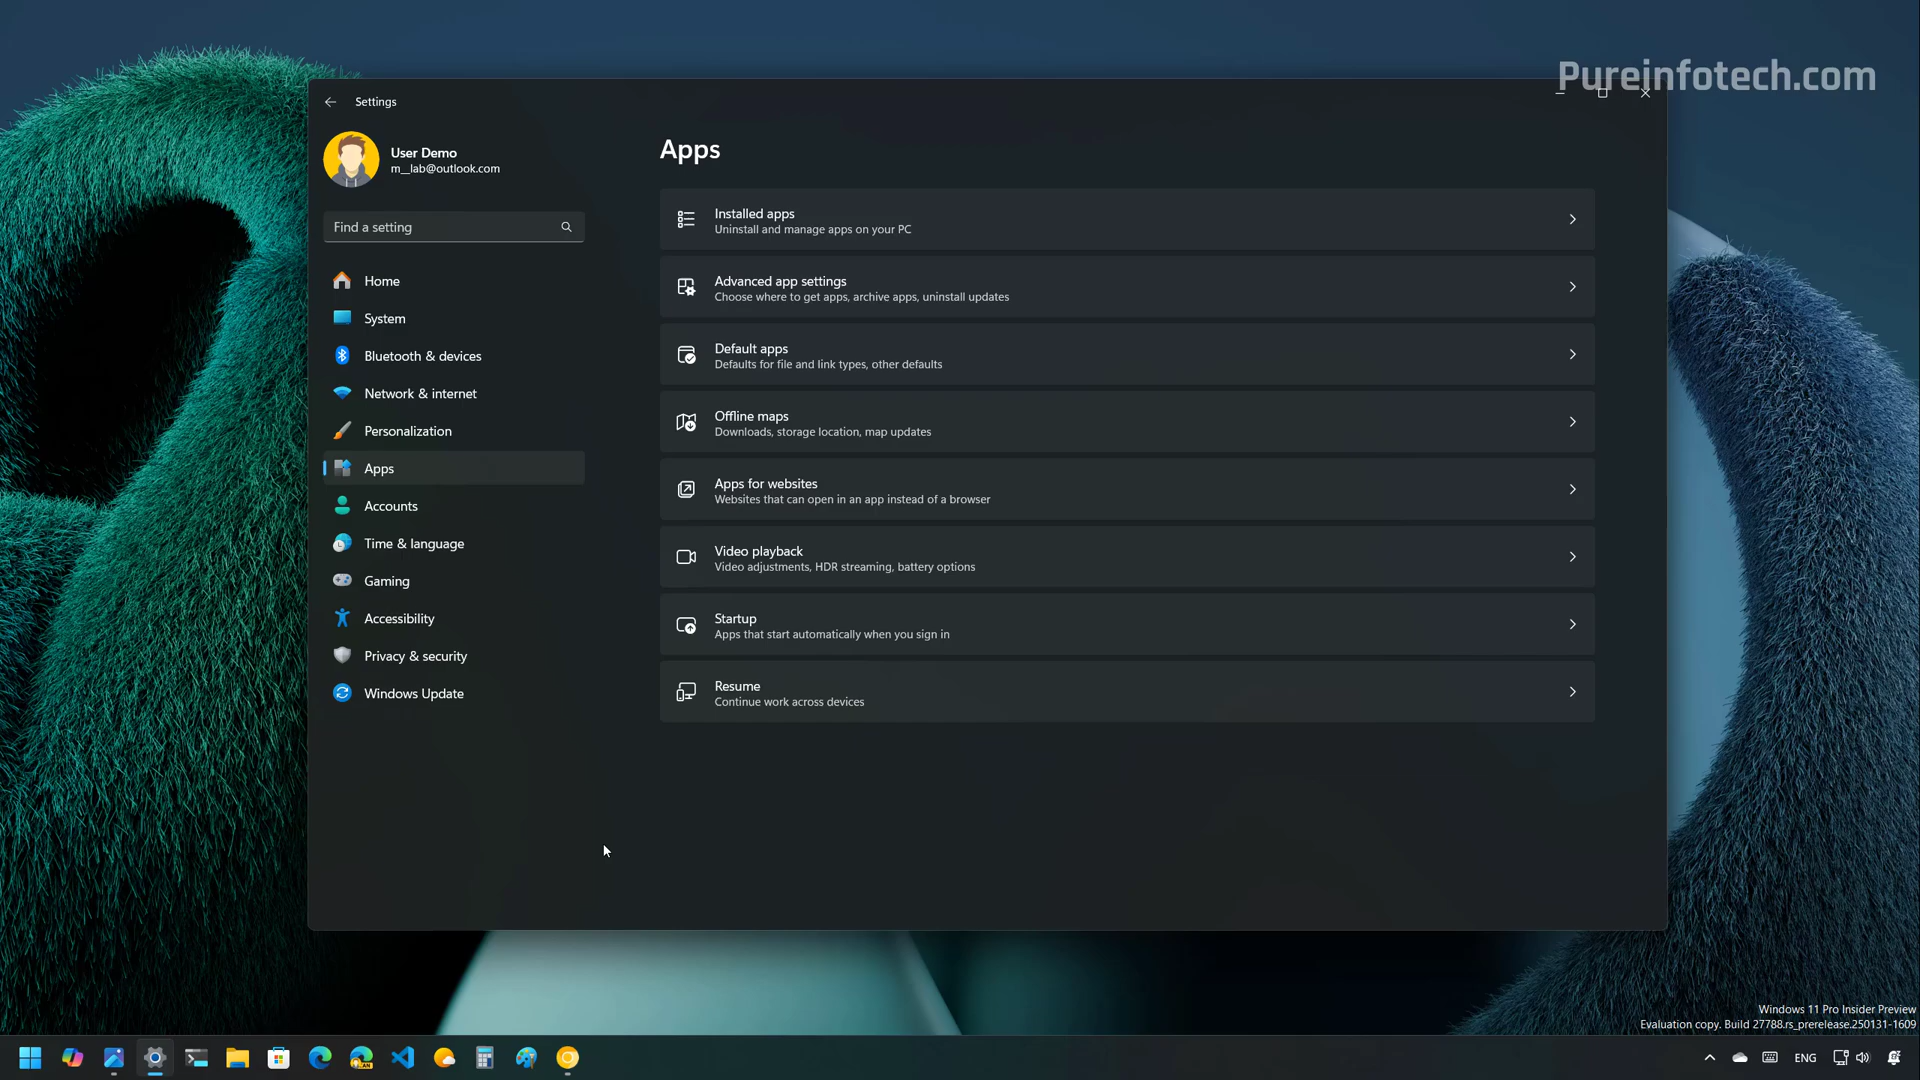 Pureinfotech.com
Settings
User Demo
m__lab@outlook.com
Find a setting
Home
System
Bluetooth & devices
Network & internet
Personalization
Apps
Accounts
Time & language
Gaming
Accessibility
Privacy & security
Windows Update
Apps
Installed apps
Uninstall and manage apps on your PC
Advanced app settings
Choose where to get apps, archive apps, uninstall updates
Default apps
Defaults for file and link types, other defaults
Offline maps
Downloads, storage location, map updates
Apps for websites
Websites that can open in an app instead of a browser
Video playback
Video adjustments, HDR streaming, battery options
Startup
Apps that start automatically when you sign in
Resume
Continue work across devices
Windows 11 Pro Insider Preview
Evaluation copy. Build 27788.rs_prerelease.250131-1609
ENG